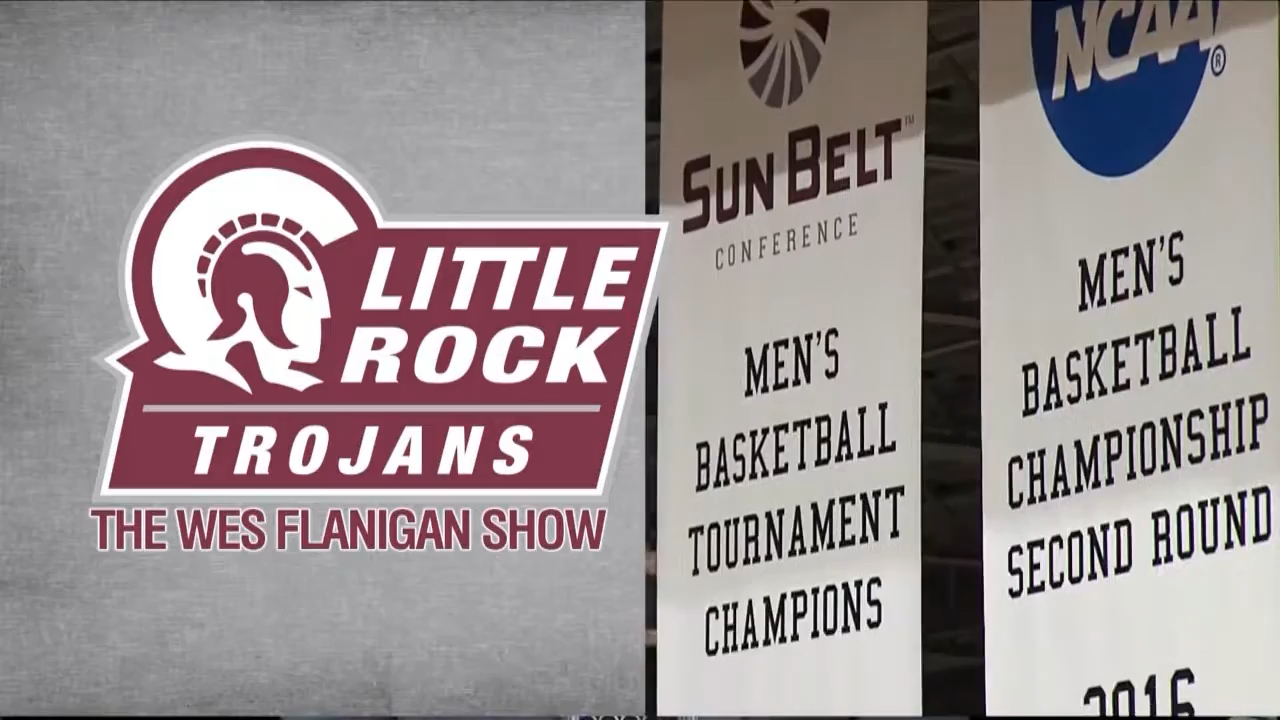 LITTLE
ROCK
TROJANS
THE WES FLANIGAN SHOW
SUN BELT™
CONFERENCE
MEN'S
BASKETBALL
TOURNAMENT
CHAMPIONS
NCAA®
MEN'S
BASKETBALL
CHAMPIONSHIP
SECOND ROUND
2016